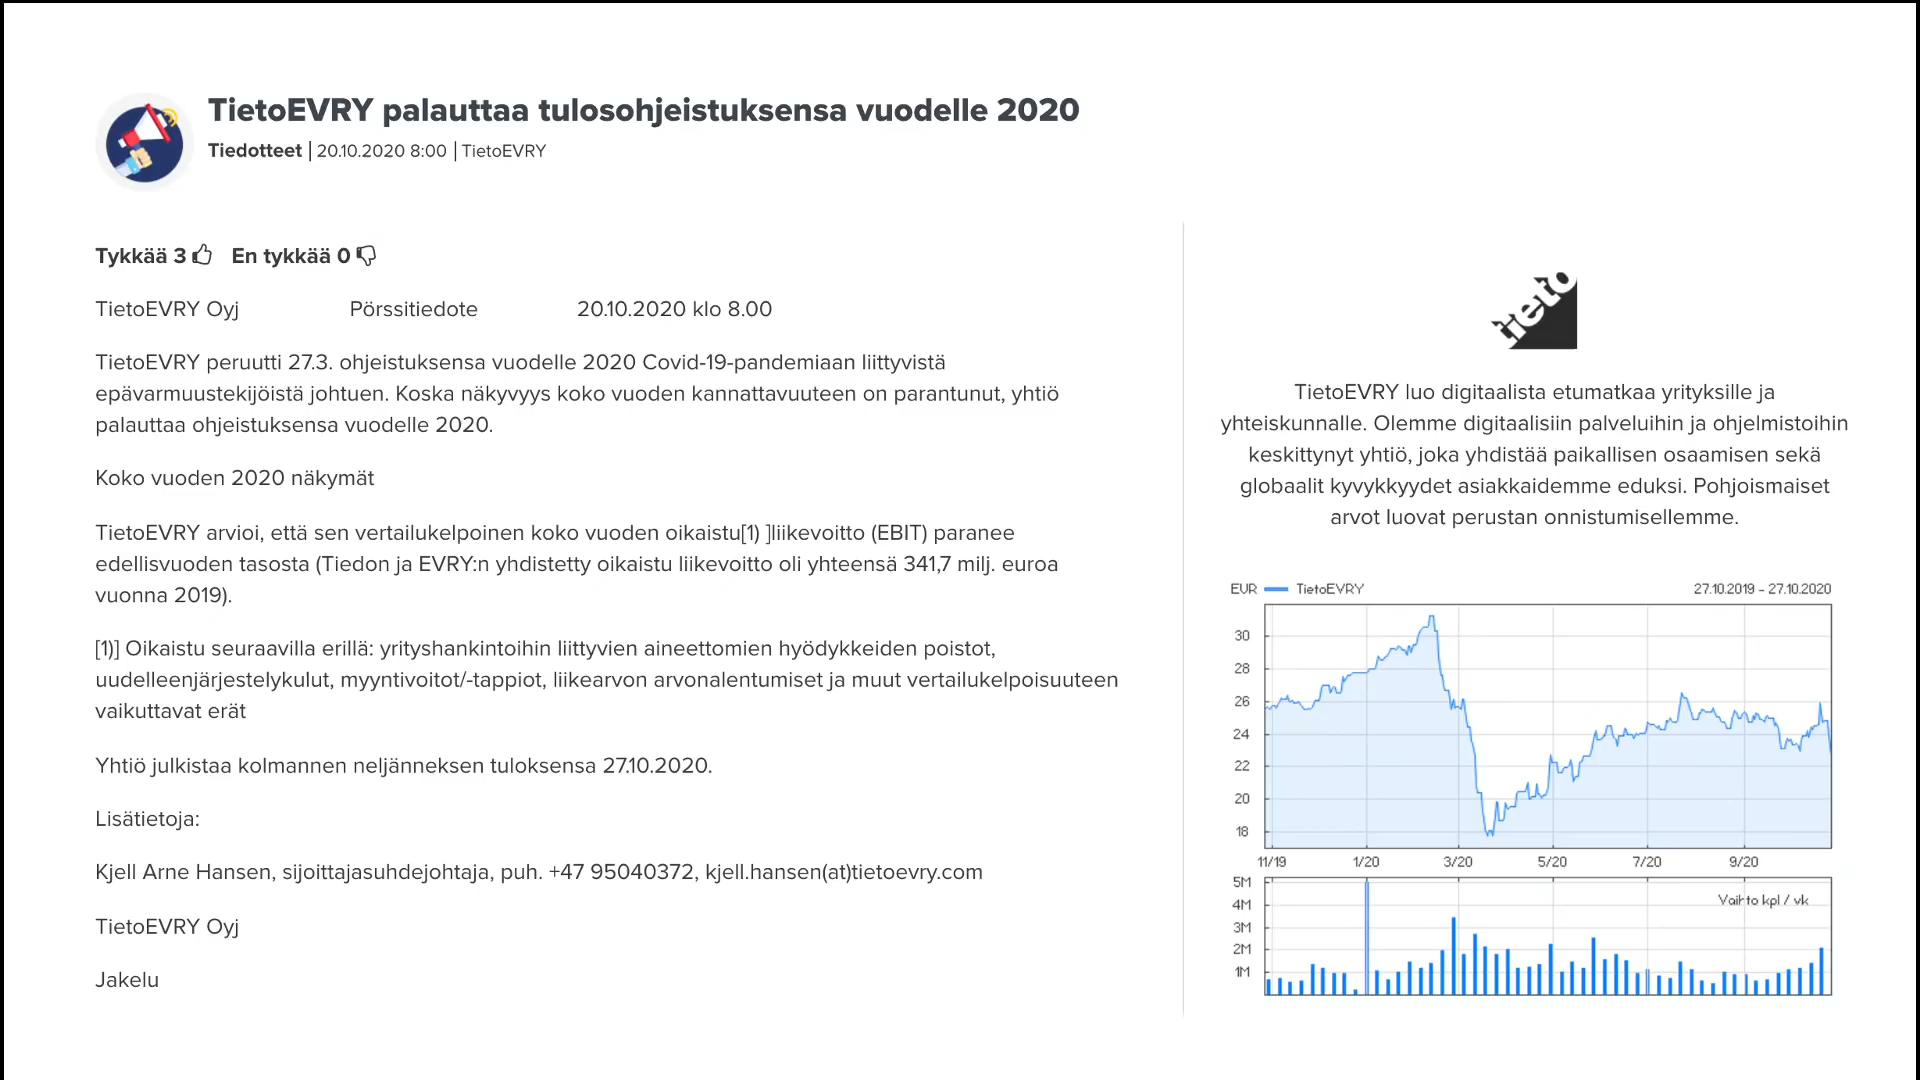 TietoEVRY palauttaa tulosohjeistuksensa vuodelle 2020
Tiedotteet | 20.10.2020 8:00 | TietoEVRY
Tykkää 3 En tykkää 0
TietoEVRY Oyj Pörssitiedote 20.10.2020 klo 8.00
TietoEVRY peruutti 27.3. ohjeistuksensa vuodelle 2020 Covid-19-pandemiaan liittyvistä
epävarmuustekijöistä johtuen. Koska näkyvyys koko vuoden kannattavuuteen on parantunut, yhtiö
palauttaa ohjeistuksensa vuodelle 2020.
Koko vuoden 2020 näkymät
TietoEVRY arvioi, että sen vertailukelpoinen koko vuoden oikaistu[1) ]liikevoitto (EBIT) paranee
edellisvuoden tasosta (Tiedon ja EVRY:n yhdistetty oikaistu liikevoitto oli yhteensä 341,7 milj. euroa
vuonna 2019).
[1)] Oikaistu seuraavilla erillä: yrityshankintoihin liittyvien aineettomien hyödykkeiden poistot,
uudelleenjärjestelykulut, myyntivoitot/-tappiot, liikearvon arvonalentumiset ja muut vertailukelpoisuuteen
vaikuttavat erät
Yhtiö julkistaa kolmannen neljänneksen tuloksensa 27.10.2020.
Lisätietoja:
Kjell Arne Hansen, sijoittajasuhdejohtaja, puh. +47 95040372, kjell.hansen(at)tietoevry.com
TietoEVRY Oyj
Jakelu
tieto
TietoEVRY luo digitaalista etumatkaa yrityksille ja
yhteiskunnalle. Olemme digitaalisiin palveluihin ja ohjelmistoihin
keskittynyt yhtiö, joka yhdistää paikallisen osaamisen sekä
globaalit kyvykkyydet asiakkaidemme eduksi. Pohjoismaiset
arvot luovat perustan onnistumisellemme.
EUR TietoEVRY 27.10.2019 - 27.10.2020
30
28
26
24
22
20
18
11/19 1/20 3/20 5/20 7/20 9/20
5M
4M
3M
2M
1M
Vaihto kpl / vk